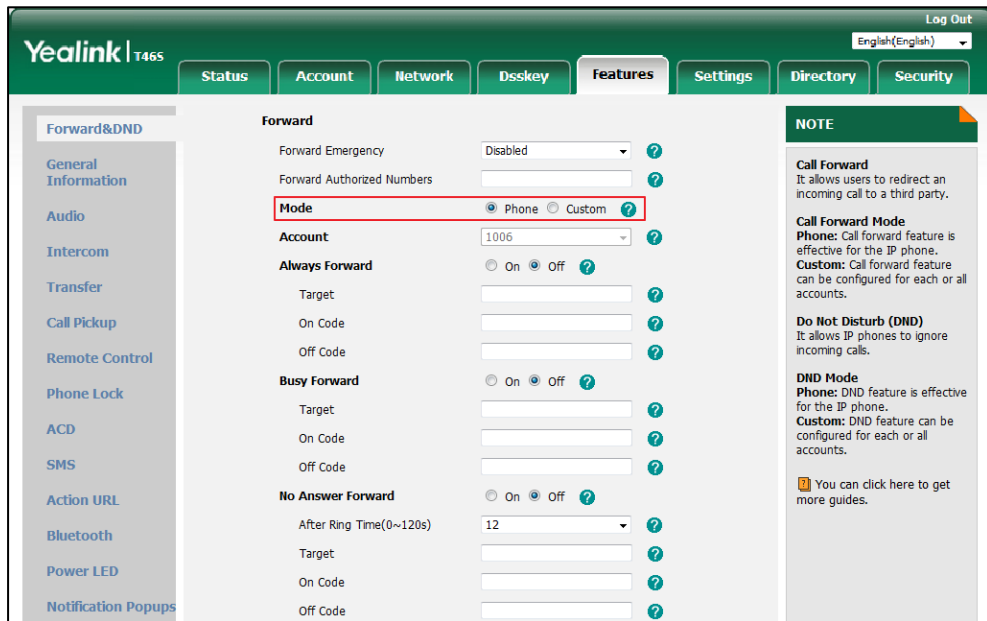 Log Out
Yealink | T46S
English(English)
Status Account Network Dsskey Features Settings Directory Security
Forward&DND
General
Information
Audio
Intercom
Transfer
Call Pickup
Remote Control
Phone Lock
ACD
SMS
Action URL
Bluetooth
Power LED
Notification Popups
Forward
Forward Emergency Disabled ?
Forward Authorized Numbers ?
Mode Phone Custom ?
Account 1006 ?
Always Forward On Off ?
Target ?
On Code ?
Off Code ?
Busy Forward On Off ?
Target ?
On Code ?
Off Code ?
No Answer Forward On Off ?
After Ring Time(0~120s) 12 ?
Target ?
On Code ?
Off Code ?
NOTE
Call Forward
It allows users to redirect an
incoming call to a third party.
Call Forward Mode
Phone: Call forward feature is
effective for the IP phone.
Custom: Call forward feature
can be configured for each or all
accounts.
Do Not Disturb (DND)
It allows IP phones to ignore
incoming calls.
DND Mode
Phone: DND feature is effective
for the IP phone.
Custom: DND feature can be
configured for each or all
accounts.
? You can click here to get
more guides.